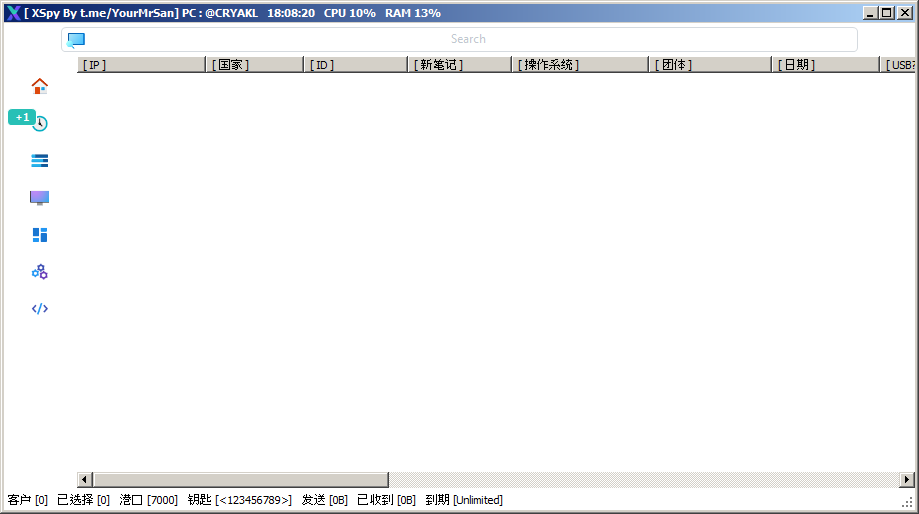 [ XSpy By t.me/YourMrSan] PC : @CRYAKL 18:08:20 CPU 10% RAM 13%
Search
[ IP ] [ 国家 ] [ ID ] [ 新笔记 ] [ 操作系统 ] [ 团体 ] [ 日期 ] [ USB
+1
客户 [0] 已选择 [0] 港口 [7000] 钥匙 [<123456789>] 发送 [0B] 已收到 [0B] 到期 [Unlimited]